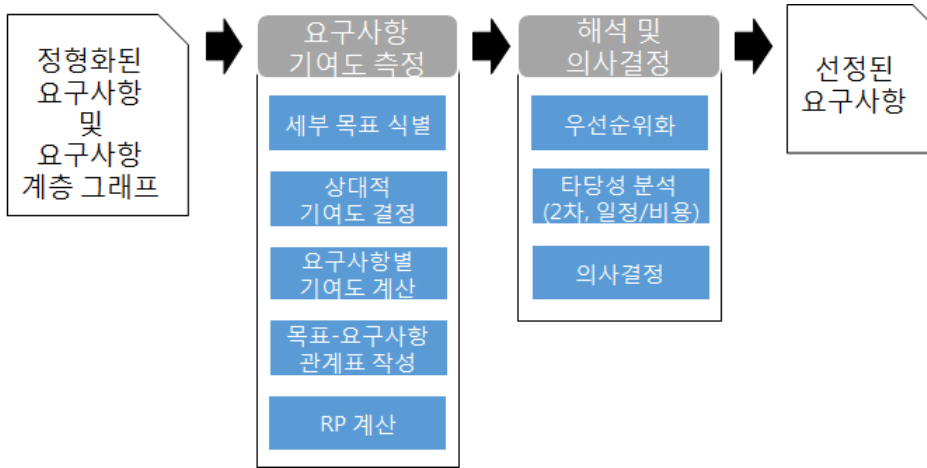 정형화된
요구사항
및
요구사항
계층 그래프
요구사항
기여도 측정
세부 목표 식별
상대적
기여도 결정
요구사항별
기여도 계산
목표-요구사항
관계표 작성
RP 계산
해석 및
의사결정
우선순위화
타당성 분석
(2차, 일정/비용)
의사결정
선정된
요구사항